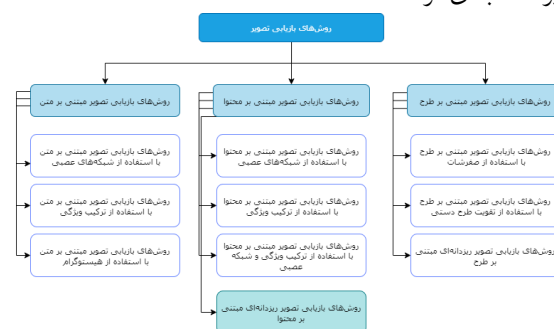 روش‌های بازیابی تصویر
روش‌های بازیابی تصویر مبتنی بر طرح
روش‌های بازیابی تصویر مبتنی بر محتوا
روش‌های بازیابی تصویر مبتنی بر متن
روش‌های بازیابی تصویر مبتنی بر طرح
با استفاده از صفرشات
روش‌های بازیابی تصویر مبتنی بر محتوا
با استفاده از شبکه‌های عصبی
روش‌های بازیابی تصویر مبتنی بر متن
با استفاده از شبکه‌های عصبی
روش‌های بازیابی تصویر مبتنی بر طرح
با استفاده از تقویت طرح دستی
روش‌های بازیابی تصویر مبتنی بر محتوا
با استفاده از ترکیب ویژگی
روش‌های بازیابی تصویر مبتنی بر متن
با استفاده از ترکیب ویژگی
روش‌های بازیابی تصویر ریزدانه‌ای مبتنی
بر طرح
روش‌های بازیابی تصویر مبتنی بر محتوا
با استفاده از ترکیب ویژگی و شبکه
عصبی
روش‌های بازیابی تصویر مبتنی بر متن
با استفاده از هیستوگرام
روش‌های بازیابی تصویر ریزدانه‌ای مبتنی
بر محتوا